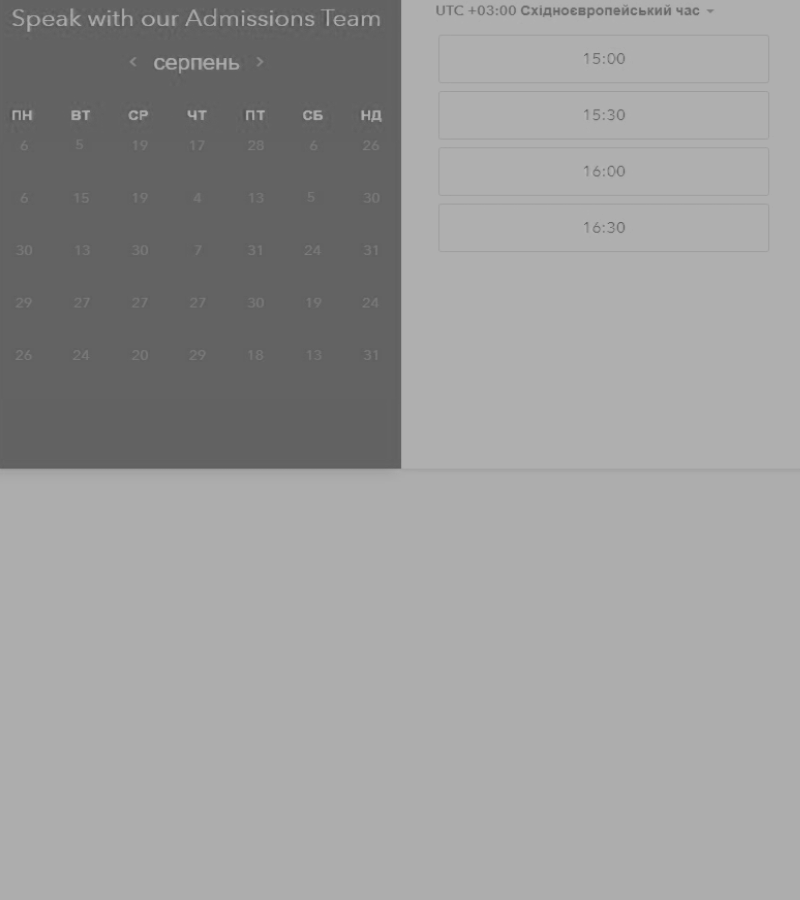 Speak with our Admissions Team
серпень
ПН ВТ СР ЧТ ПТ СБ НД
6 5 19 17 28 6 26
6 15 19 4 13 5 30
30 13 30 7 31 24 31
29 27 27 27 30 19 24
26 24 20 29 18 13 31
UTC +03:00 Східноєвропейський час
15:00
15:30
16:00
16:30